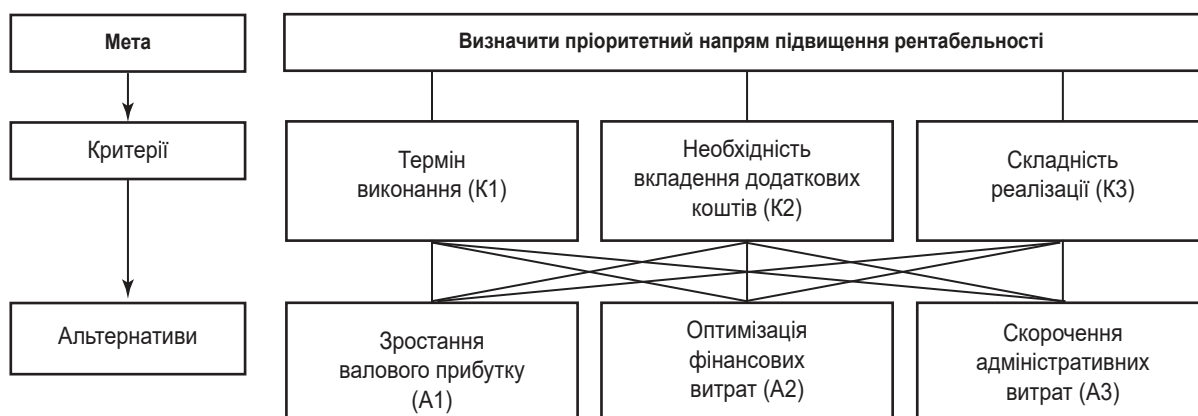 Мета
Визначити пріоритетний напрям підвищення рентабельності
Критерії
Термін
виконання (К1)
Необхідність
вкладення додаткових
коштів (К2)
Складність
реалізації (К3)
Альтернативи
Зростання
валового прибутку
(А1)
Оптимізація
фінансових
витрат (А2)
Скорочення
адміністративних
витрат (А3)